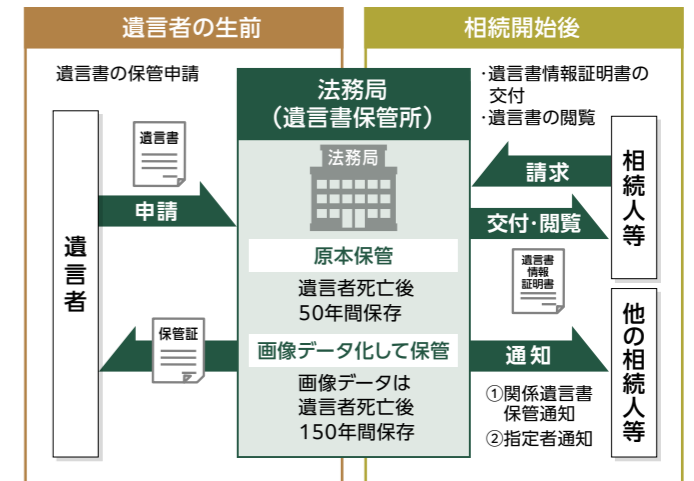 遺言者の生前
遺言書の保管申請
遺言者
遺言書
申請
保管証
法務局
(遺言書保管所)
法務局
原本保管
遺言者死亡後
50年間保存
画像データ化して保管
画像データは
遺言者死亡後
150年間保存
相続開始後
·遺言書情報証明書の
交付
·遺言書の閲覧
請求
交付·閲覧
遺言書
情報
証明書
相続人等
通知
①関係遺言書
保管通知
②指定者通知
他の相続人等